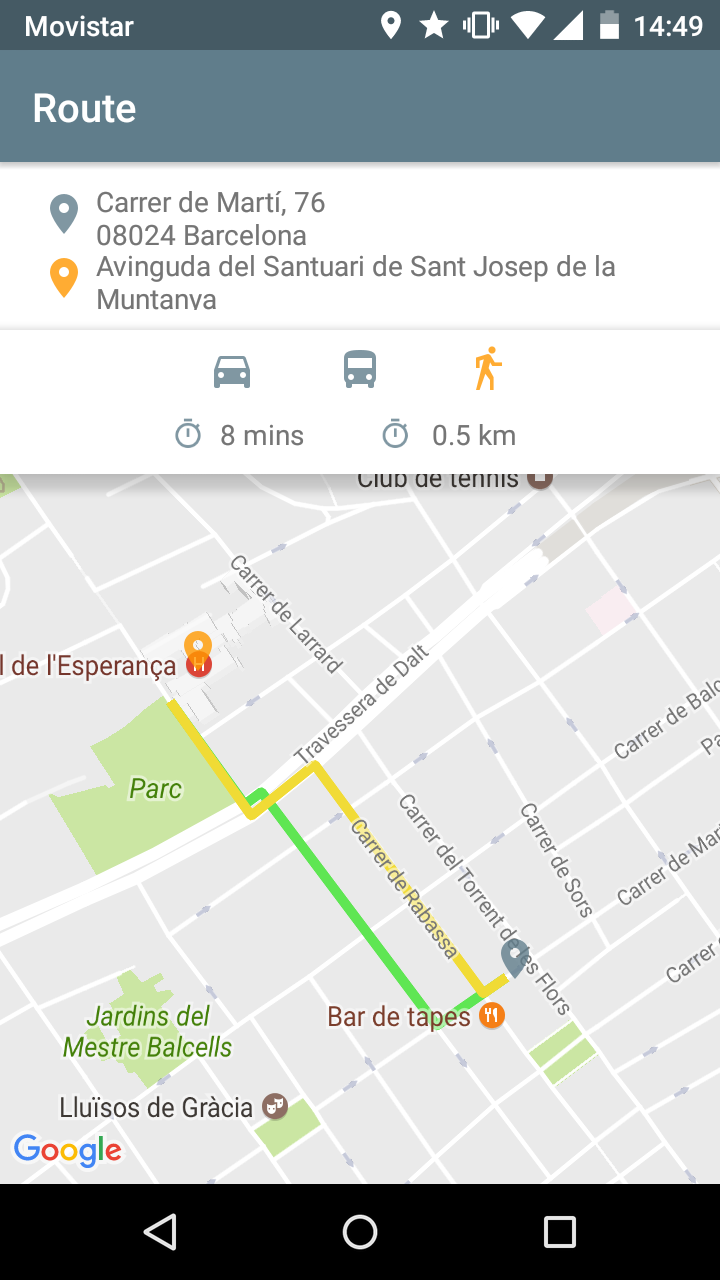 Movistar
14:49
Route
Carrer de Martí, 76
08024 Barcelona
Avinguda del Santuari de Sant Josep de la
Muntanya
8 mins
0.5 km
Club de tennis
Carrer de Larrard
l de l'Esperança
Travessera de Dalt
Carrer de Balc
Pa
Parc
Carrer de Rabassa
Carrer del Torrent de les Flors
Carrer de Sors
Carrer de Mar
Carrer
Bar de tapes
Jardins del
Mestre Balcells
Lluïsos de Gràcia
Google